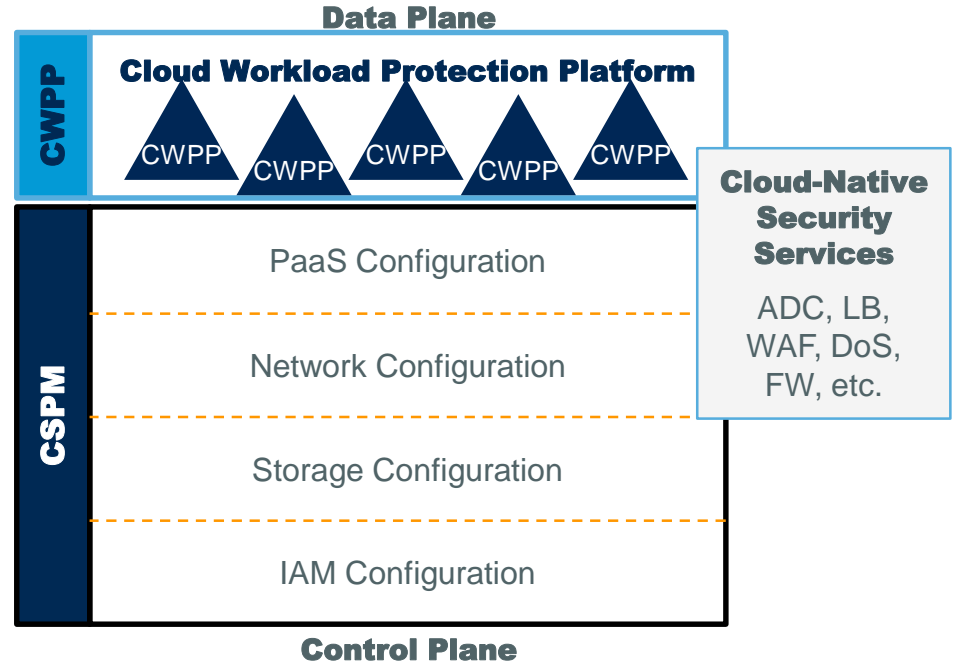 Data Plane
CWPP
Cloud Workload Protection Platform
CWPP
CWPP
CWPP
CWPP
CWPP
Cloud-Native
Security
Services
ADC, LB,
WAF, DoS,
FW, etc.
CSPM
PaaS Configuration
Network Configuration
Storage Configuration
IAM Configuration
Control Plane